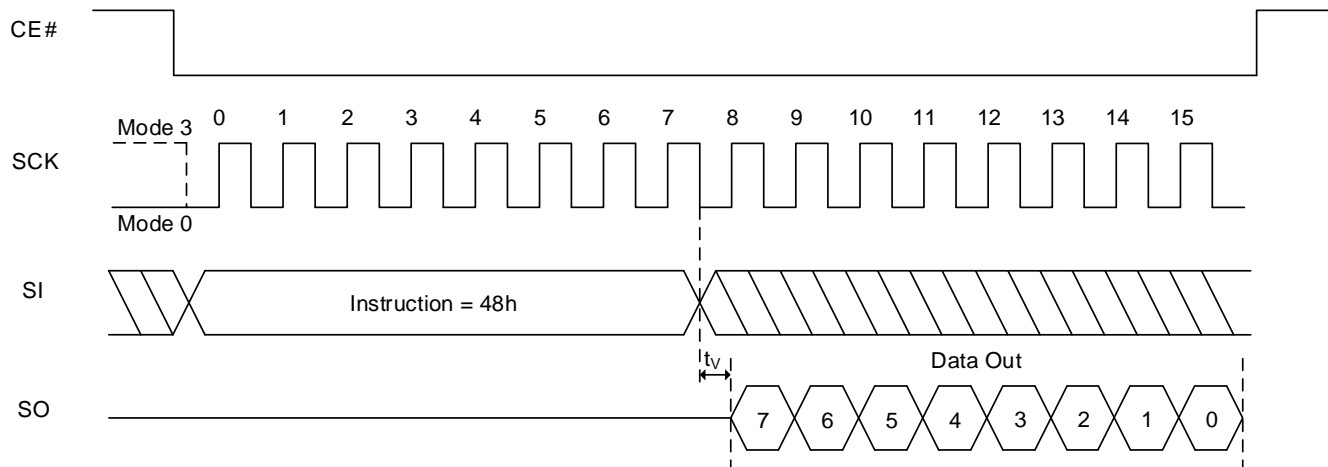 CE#
Mode 3
0 1 2 3 4 5 6 7 8 9 10 11 12 13 14 15
SCK
Mode 0
SI
Instruction = 48h
tV
Data Out
SO
7 6 5 4 3 2 1 0